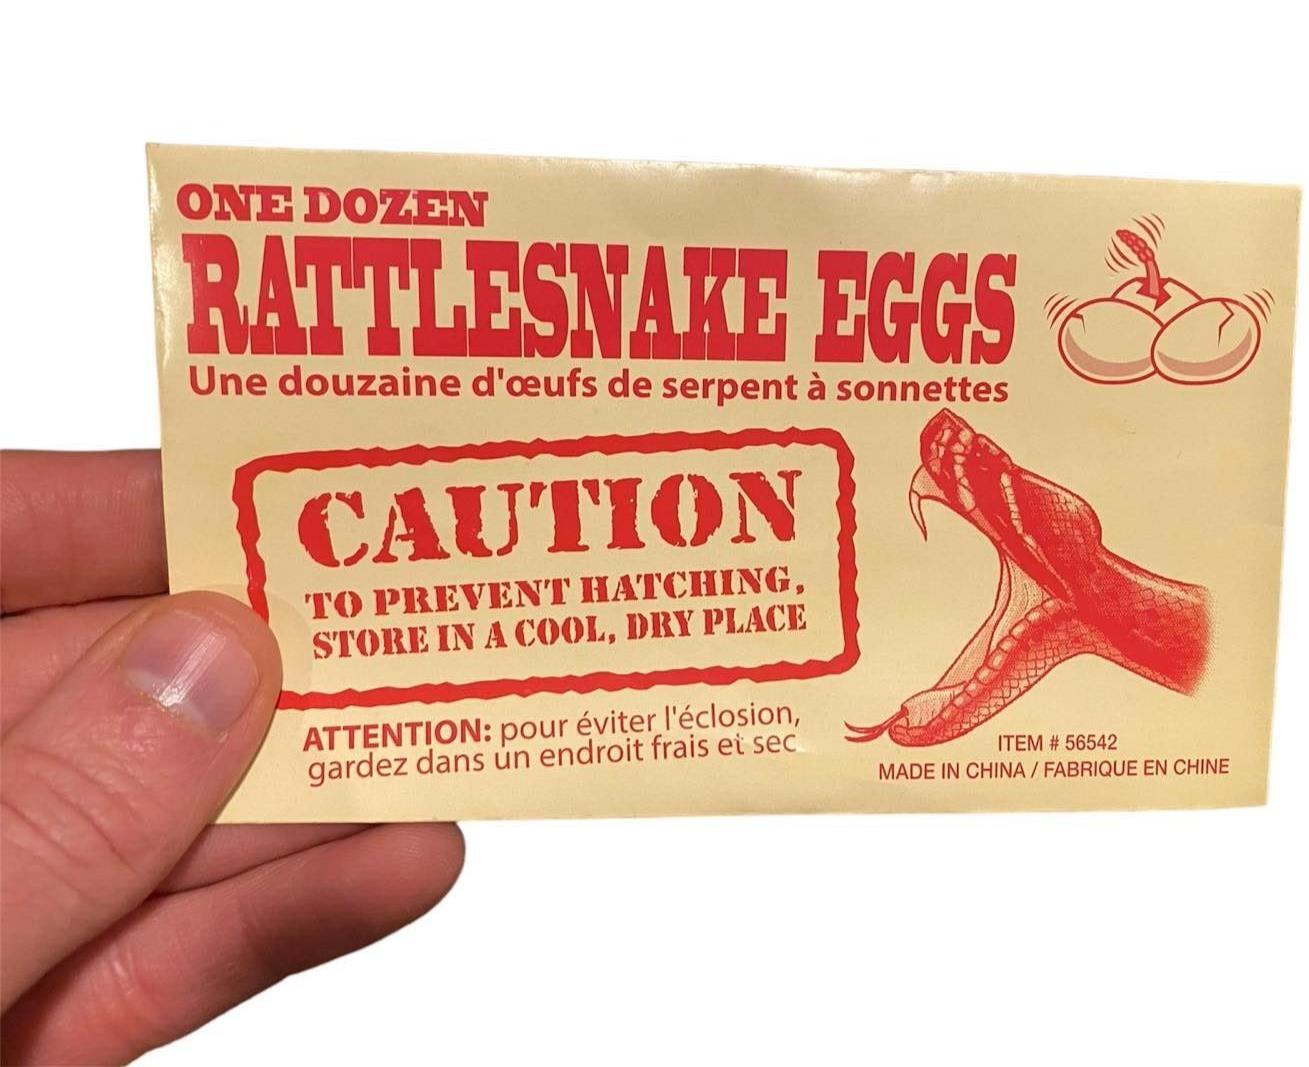 ONE DOZEN
RATTLESNAKE EGGS
Une douzaine d'œufs de serpent à sonnettes
CAUTION
TO PREVENT HATCHING,
STORE IN A COOL, DRY PLACE
ATTENTION: pour éviter l'éclosion,
gardez dans un endroit frais et sec
ITEM # 56542
MADE IN CHINA / FABRIQUE EN CHINE